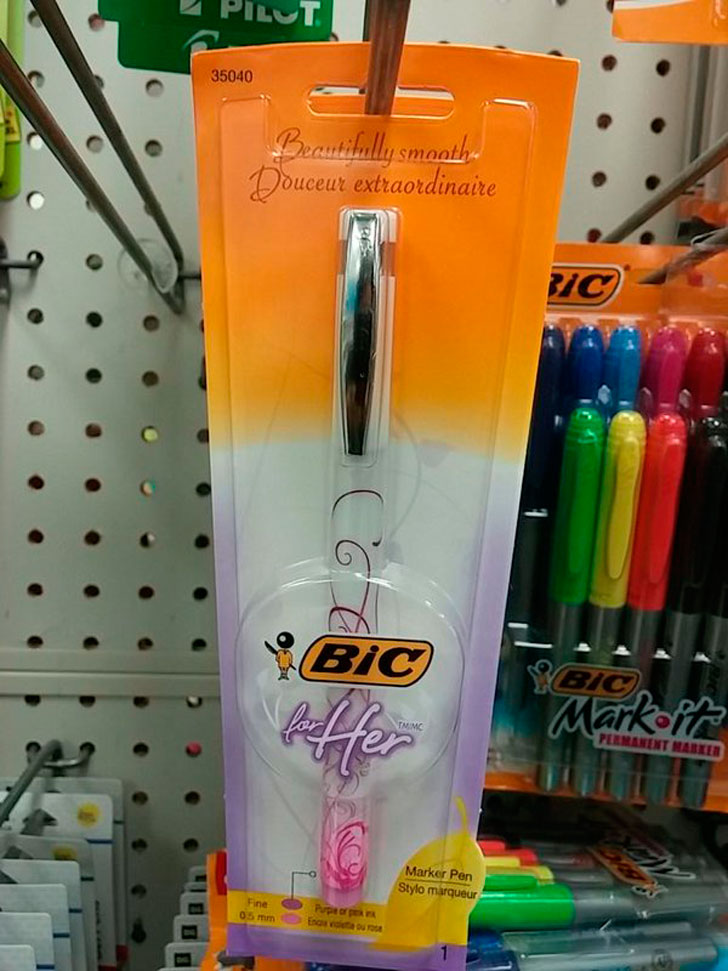 PILOT
35040
Beautifully smooth
Douceur extraordinaire
BiC
BiC
for Her
TM/MC
BiC
Mark-it
PERMANENT MARKER
Marker Pen
Stylo marqueur
Fine
0.5 mm
Purple or pink ink
Encre violette ou rose
1
BiC